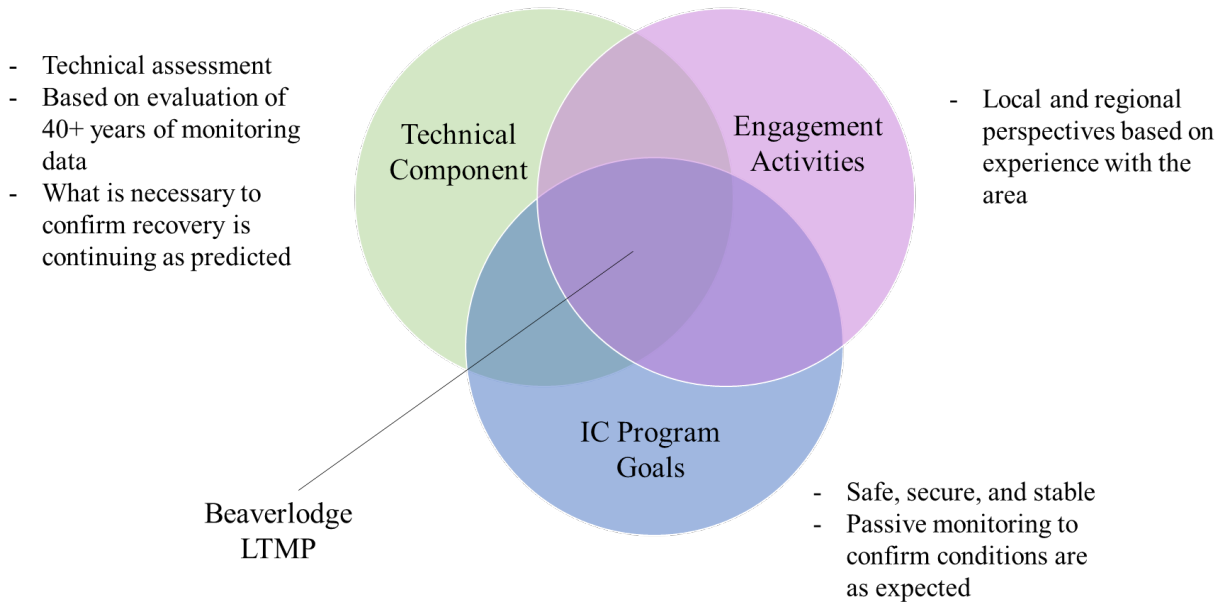 - Technical assessment
- Based on evaluation of
40+ years of monitoring
data
- What is necessary to
confirm recovery is
continuing as predicted
Technical
Component
Engagement
Activities
- Local and regional
perspectives based on
experience with the
area
IC Program
Goals
Beaverlodge
LTMP
- Safe, secure, and stable
- Passive monitoring to
confirm conditions are
as expected